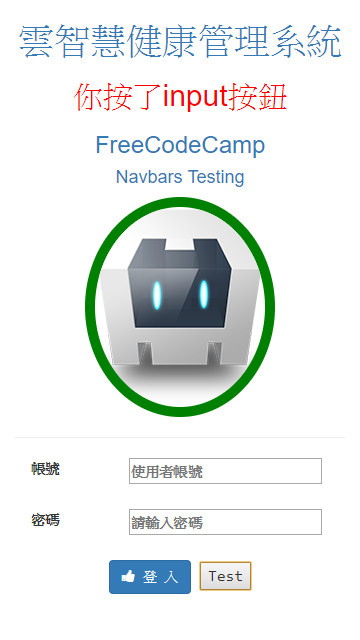 雲智慧健康管理系統
你按了input按鈕
FreeCodeCamp
Navbars Testing
帳號 使用者帳號
密碼 請輸入密碼
登 入 Test